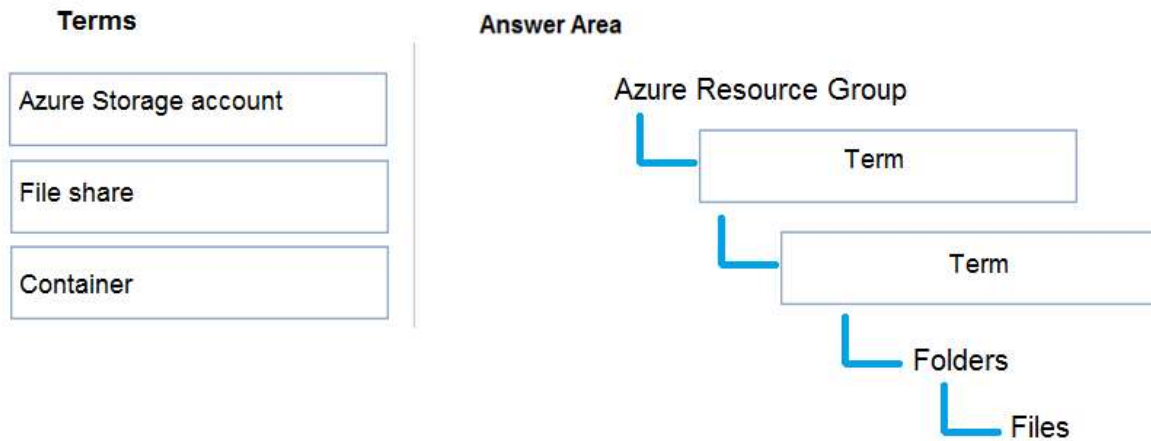 Terms
Azure Storage account
File share
Container
Answer Area
Azure Resource Group
Term
Term
Folders
Files